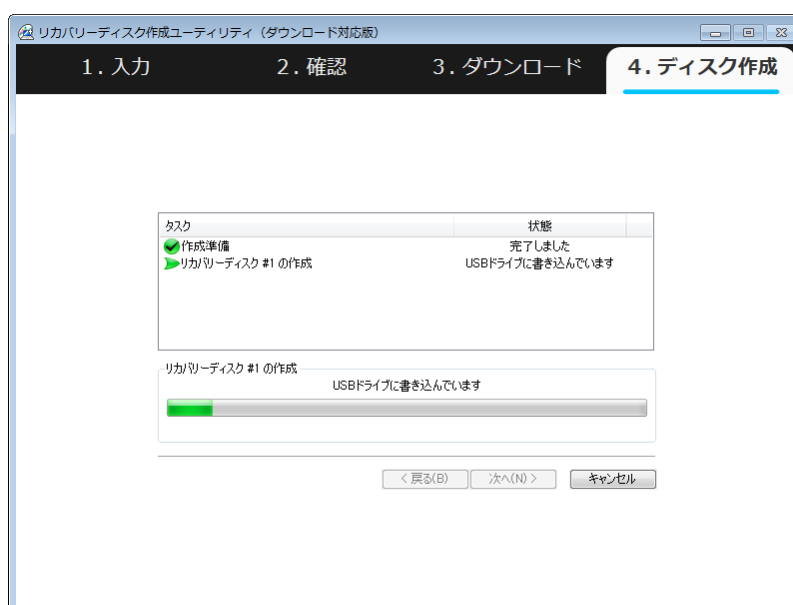 リカバリーディスク作成ユーティリティ（ダウンロード対応版）
1. 入力 2. 確認 3. ダウンロード 4. ディスク作成
タスク 状態
作成準備 完了しました
リカバリーディスク #1 の作成 USBドライブに書き込んでいます
リカバリーディスク #1 の作成
USBドライブに書き込んでいます
< 戻る(B) 次へ(N) > キャンセル